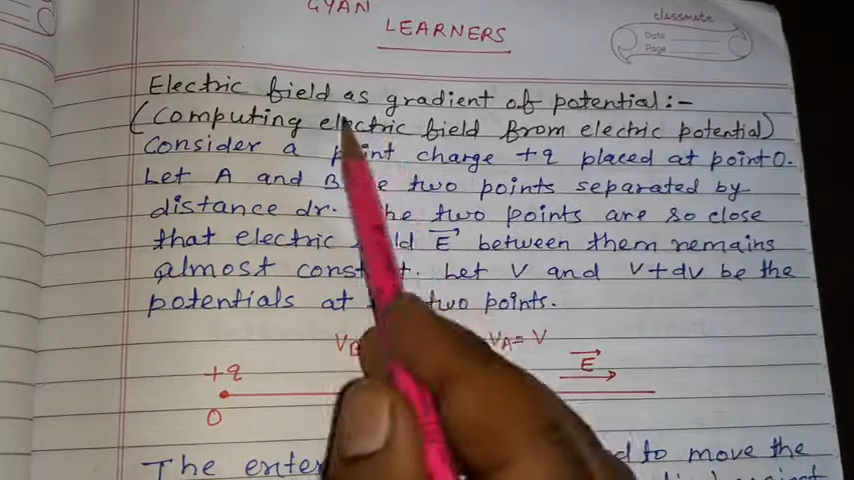 GYAN
LEARNERS
classmate
Date
Page
Electric field as gradient of potential:-
(Computing electric field from electric potential)
Consider a point charge +q placed at point O.
Let A and B be two points separated by
distance dr. The two points are so close
that electric field E→ between them remains
almost constant. Let V and V+dv be the
potentials at two points.
VB VA= V
E→
+q
O
The to move the